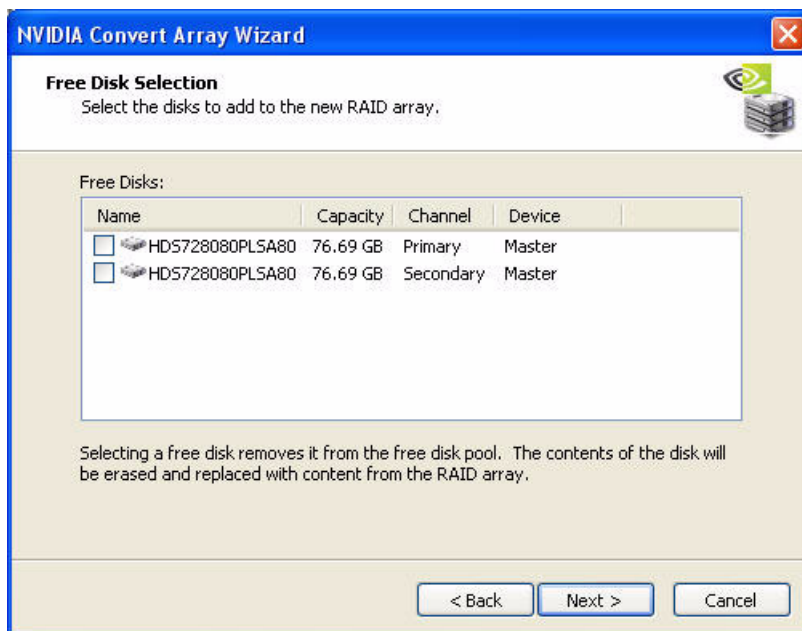 NVIDIA Convert Array Wizard
Free Disk Selection
Select the disks to add to the new RAID array.
Free Disks:
Name Capacity Channel Device
HDS728080PLSA80 76.69 GB Primary Master
HDS728080PLSA80 76.69 GB Secondary Master
Selecting a free disk removes it from the free disk pool. The contents of the disk will
be erased and replaced with content from the RAID array.
< Back Next > Cancel